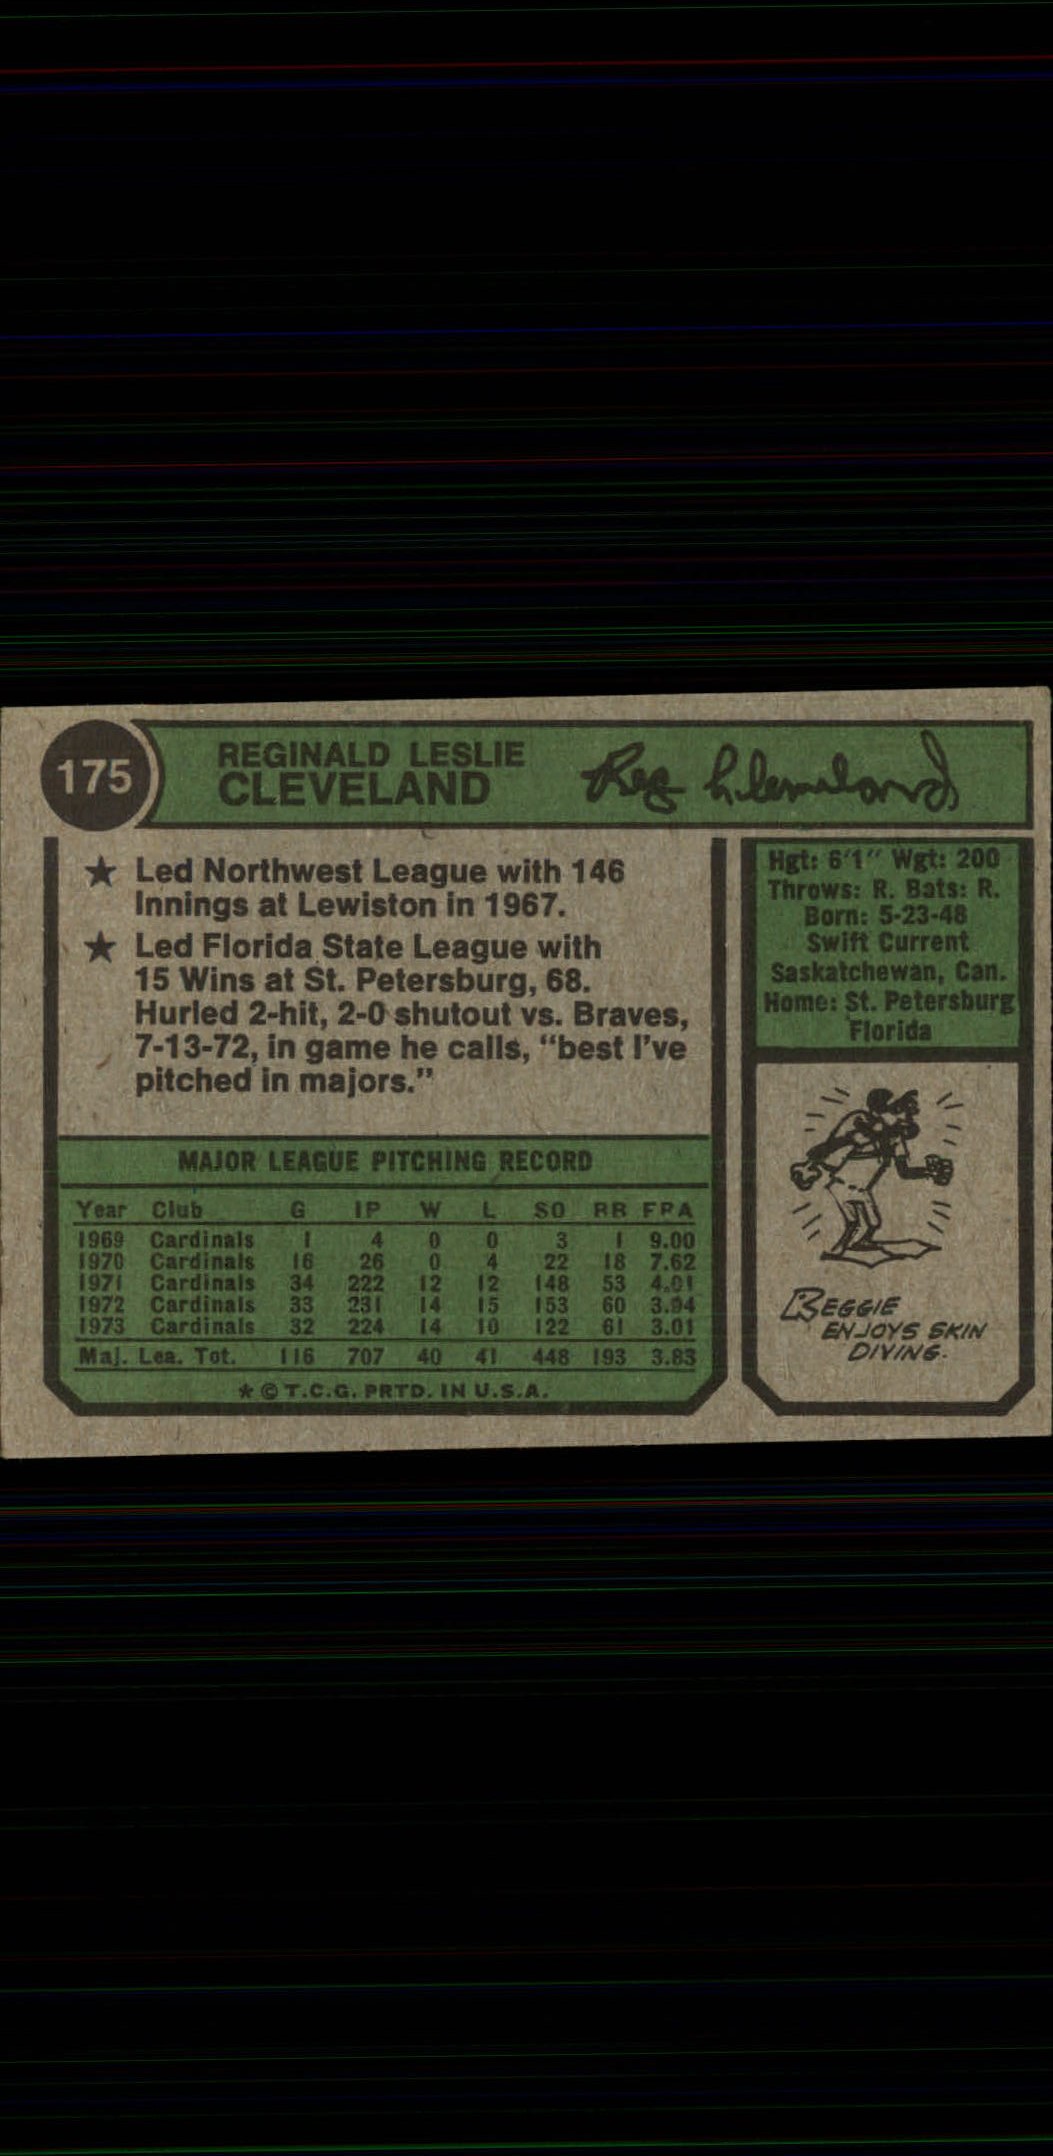 175
REGINALD LESLIE
CLEVELAND
Reg Cleveland
★ Led Northwest League with 146
Innings at Lewiston in 1967.
★ Led Florida State League with
15 Wins at St. Petersburg, 68.
Hurled 2-hit, 2-0 shutout vs. Braves,
7-13-72, in game he calls, “best I’ve
pitched in majors.”
MAJOR LEAGUE PITCHING RECORD
Year Club G IP W L SO BB ERA
1969 Cardinals 1 4 0 0 3 1 9.00
1970 Cardinals 16 26 0 4 22 18 7.62
1971 Cardinals 34 222 12 12 148 53 4.01
1972 Cardinals 33 231 14 15 153 60 3.94
1973 Cardinals 32 224 14 10 122 61 3.01
Maj. Lea. Tot. 116 707 40 41 448 193 3.83
★ © T.C.G. PRTD. IN U.S.A.
Hgt: 6'1" Wgt: 200
Throws: R. Bats: R.
Born: 5-23-48
Swift Current
Saskatchewan, Can.
Home: St. Petersburg
Florida
REGGIE
ENJOYS SKIN
DIVING.